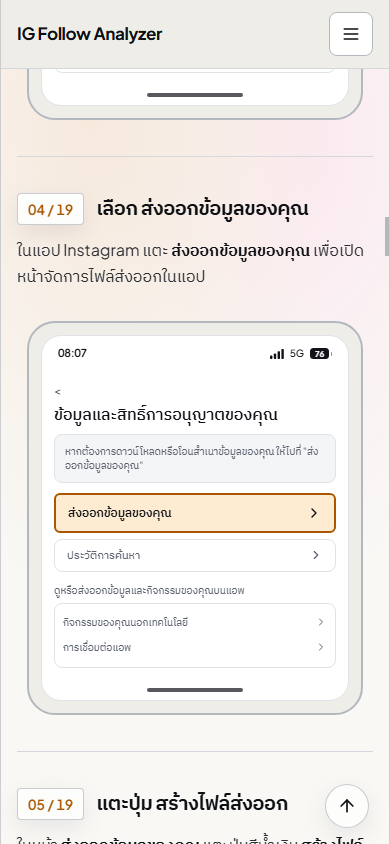 IG Follow Analyzer
04 / 19
เลือก ส่งออกข้อมูลของคุณ
ในแอป Instagram แตะ ส่งออกข้อมูลของคุณ เพื่อเปิด
หน้าจัดการไฟล์ส่งออกในแอป
08:07
5G 76
<
ข้อมูลและสิทธิ์การอนุญาตของคุณ
หากต้องการดาวน์โหลดหรือโอนสำเนาข้อมูลของคุณ ให้ไปที่ "ส่ง
ออกข้อมูลของคุณ"
ส่งออกข้อมูลของคุณ
ประวัติการค้นหา
ดูหรือส่งออกข้อมูลและกิจกรรมของคุณบนแอพ
กิจกรรมของคุณนอกเทคโนโลยี
การเชื่อมต่อแอพ
05 / 19
แตะปุ่ม สร้างไฟล์ส่งออก